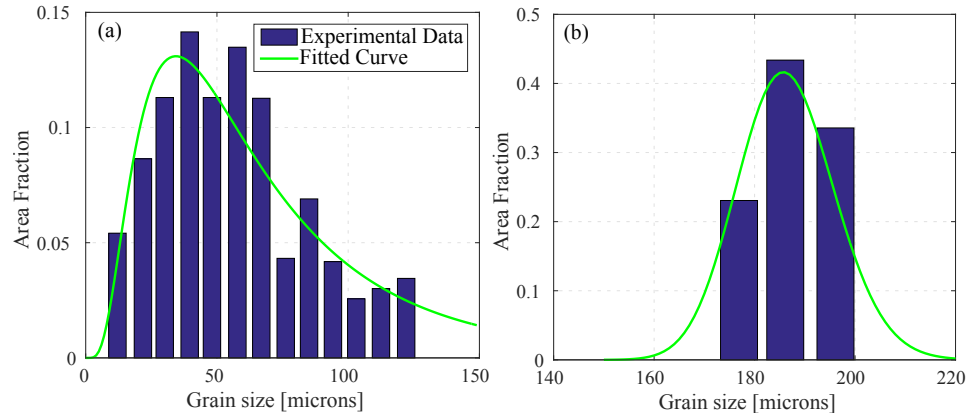 (a)
Experimental Data
Fitted Curve
0.15
0.1
0.05
0
Area Fraction
0 50 100 150
Grain size [microns]
(b)
0.5
0.4
0.3
0.2
0.1
0
Area Fraction
140 160 180 200 220
Grain size [microns]